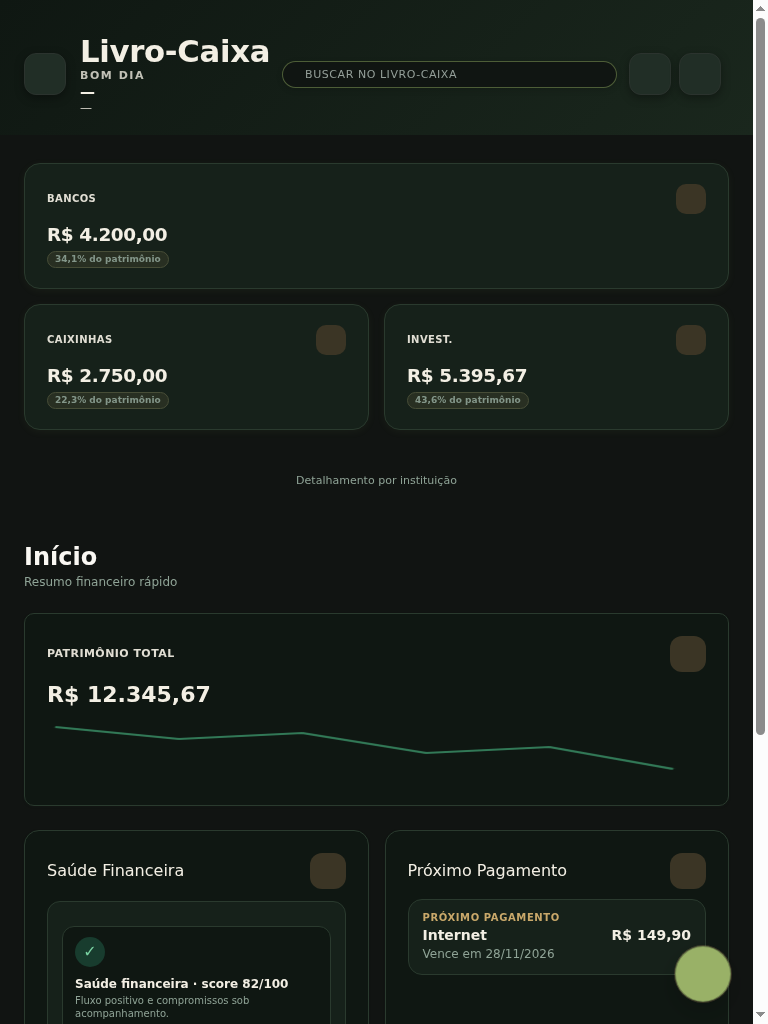 Livro-Caixa
BOM DIA
—
—
BUSCAR NO LIVRO-CAIXA
BANCOS
R$ 4.200,00
34,1% do patrimônio
CAIXINHAS
R$ 2.750,00
22,3% do patrimônio
INVEST.
R$ 5.395,67
43,6% do patrimônio
Detalhamento por instituição
Início
Resumo financeiro rápido
PATRIMÔNIO TOTAL
R$ 12.345,67
Saúde Financeira
✓
Saúde financeira · score 82/100
Fluxo positivo e compromissos sob
acompanhamento.
Próximo Pagamento
PRÓXIMO PAGAMENTO
Internet R$ 149,90
Vence em 28/11/2026